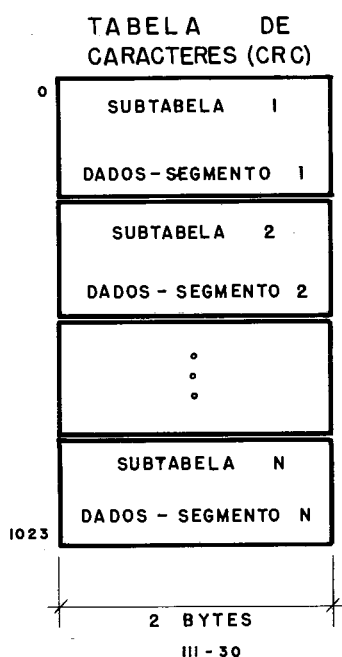 TABELA DE
CARACTERES (CRC)
0
SUBTABELA 1
DADOS - SEGMENTO 1
SUBTABELA 2
DADOS - SEGMENTO 2
SUBTABELA N
DADOS - SEGMENTO N
1023
2 BYTES
III - 30